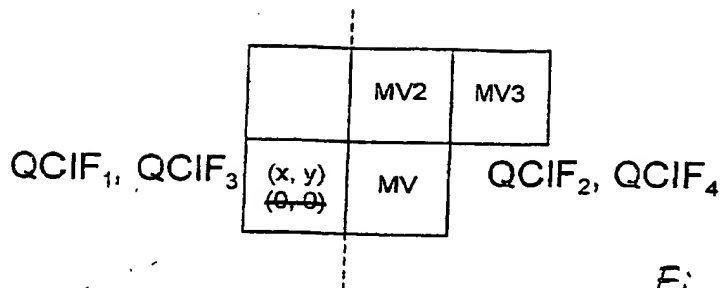 MV2 MV3
QCIF₁, QCIF₃ (x, y) MV QCIF₂, QCIF₄
(0, 0)